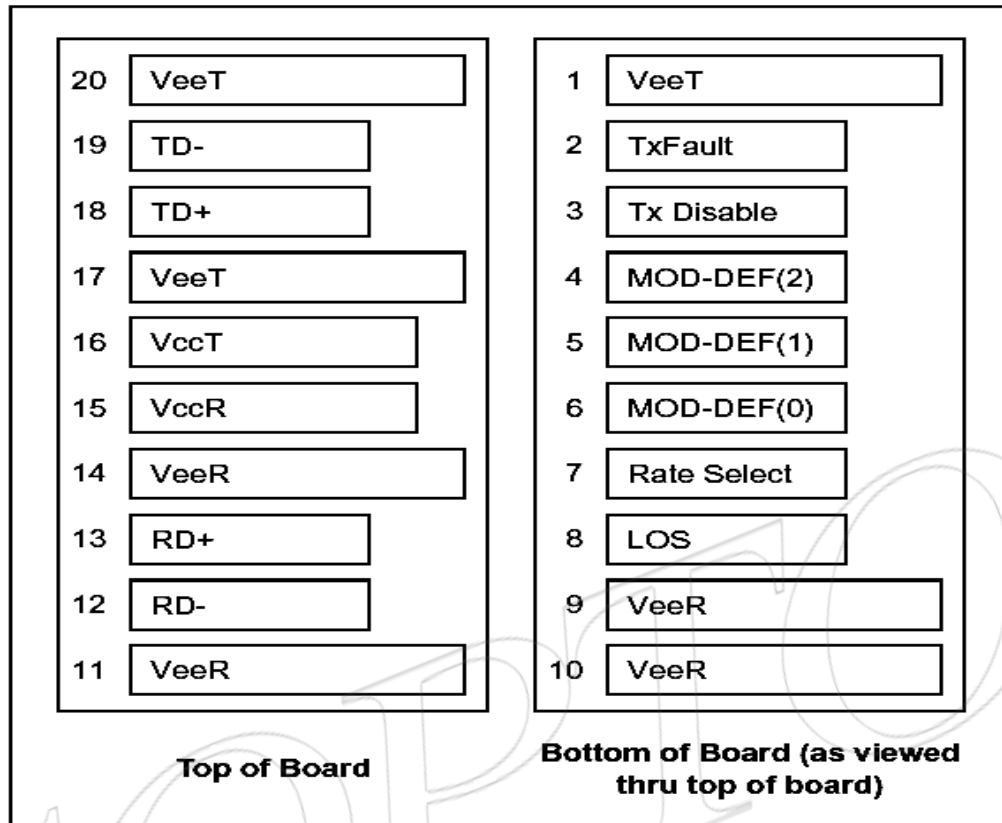 20 VeeT
19 TD-
18 TD+
17 VeeT
16 VccT
15 VccR
14 VeeR
13 RD+
12 RD-
11 VeeR
Top of Board
1 VeeT
2 TxFault
3 Tx Disable
4 MOD-DEF(2)
5 MOD-DEF(1)
6 MOD-DEF(0)
7 Rate Select
8 LOS
9 VeeR
10 VeeR
Bottom of Board (as viewed
thru top of board)
OPTO